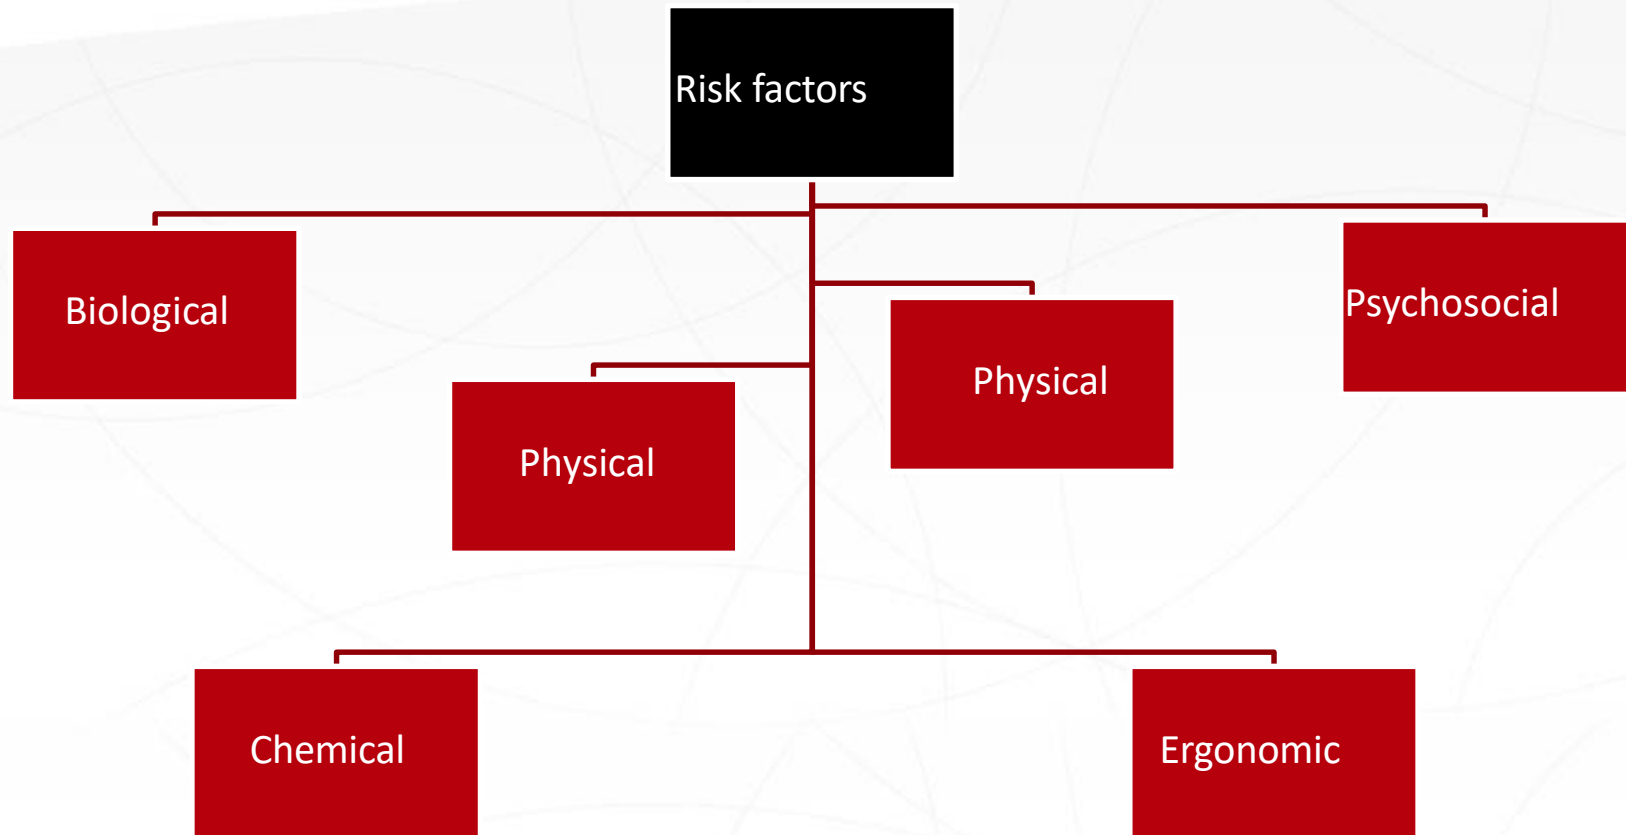 Risk factors
Biological
Psychosocial
Physical
Physical
Chemical
Ergonomic